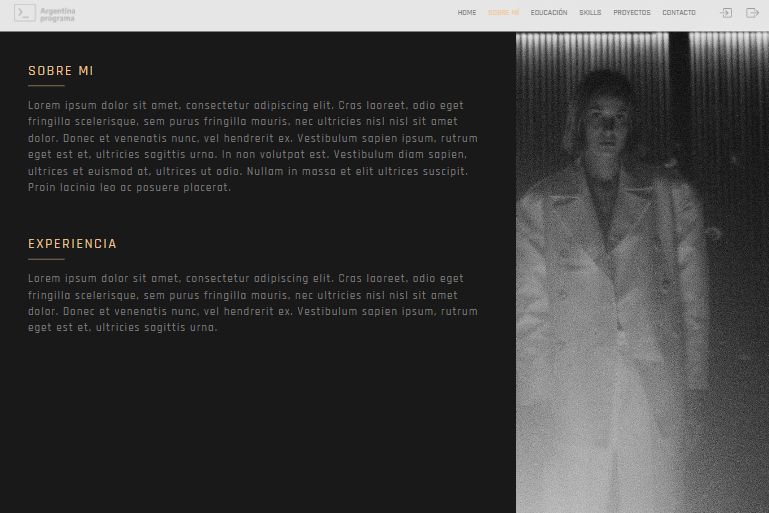 Argentina
programa
HOME SOBRE MÍ EDUCACIÓN SKILLS PROYECTOS CONTACTO
SOBRE MI
Lorem ipsum dolor sit amet, consectetur adipiscing elit. Cras laoreet, odio eget
fringilla scelerisque, sem purus fringilla mauris, nec ultricies nisl nisl sit amet
dolor. Donec et venenatis nunc, vel hendrerit ex. Vestibulum sapien ipsum, rutrum
eget est et, ultricies sagittis urna. In non volutpat est. Vestibulum diam sapien,
ultrices et euismod at, ultrices ut odio. Nullam in massa et elit ultrices suscipit.
Proin lacinia leo ac posuere placerat.
EXPERIENCIA
Lorem ipsum dolor sit amet, consectetur adipiscing elit. Cras laoreet, odio eget
fringilla scelerisque, sem purus fringilla mauris, nec ultricies nisl nisl sit amet
dolor. Donec et venenatis nunc, vel hendrerit ex. Vestibulum sapien ipsum, rutrum
eget est et, ultricies sagittis urna.